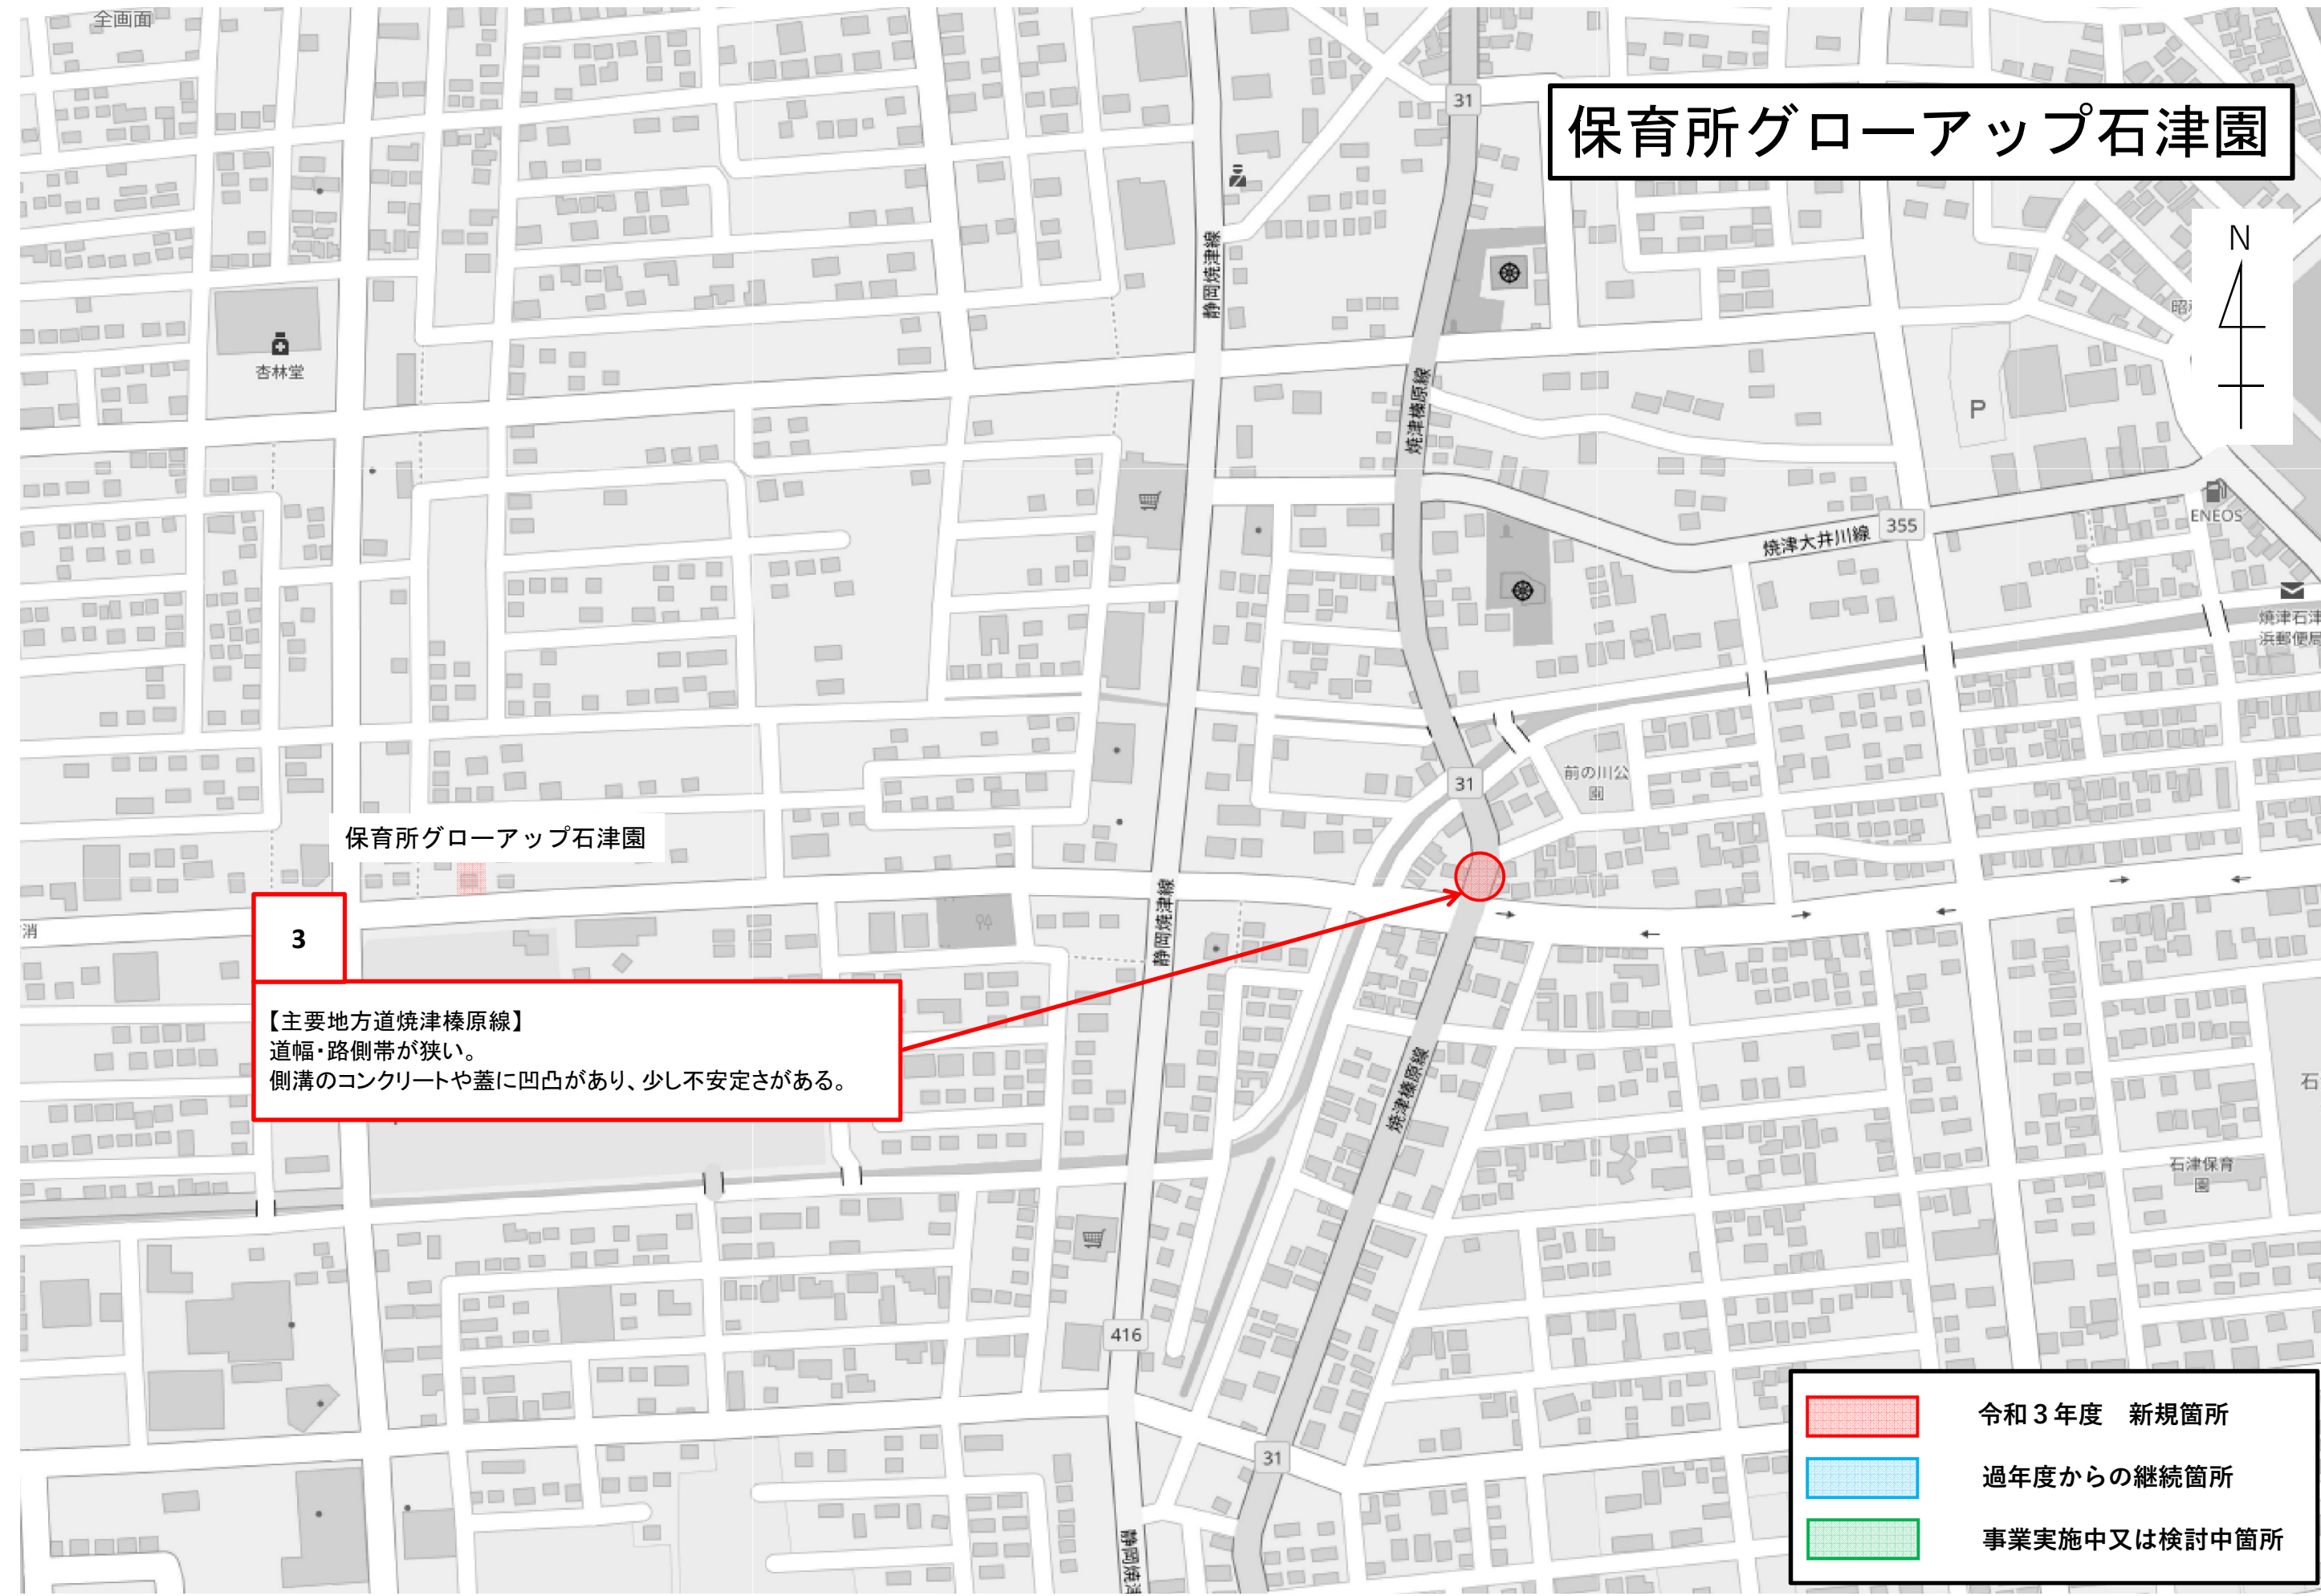 全画面
31
保育所グローアップ石津園
N
静岡焼津線
杏林堂
焼津榛原線
P
ENEOS
355
焼津大井川線
焼津石津
浜郵便局
31
前の川公
園
保育所グローアップ石津園
静岡焼津線
消
3
【主要地方道焼津榛原線】
道幅・路側帯が狭い。
側溝のコンクリートや蓋に凹凸があり、少し不安定さがある。
焼津榛原線
石
石津保育
園
416
31
令和3年度　新規箇所
過年度からの継続箇所
事業実施中又は検討中箇所